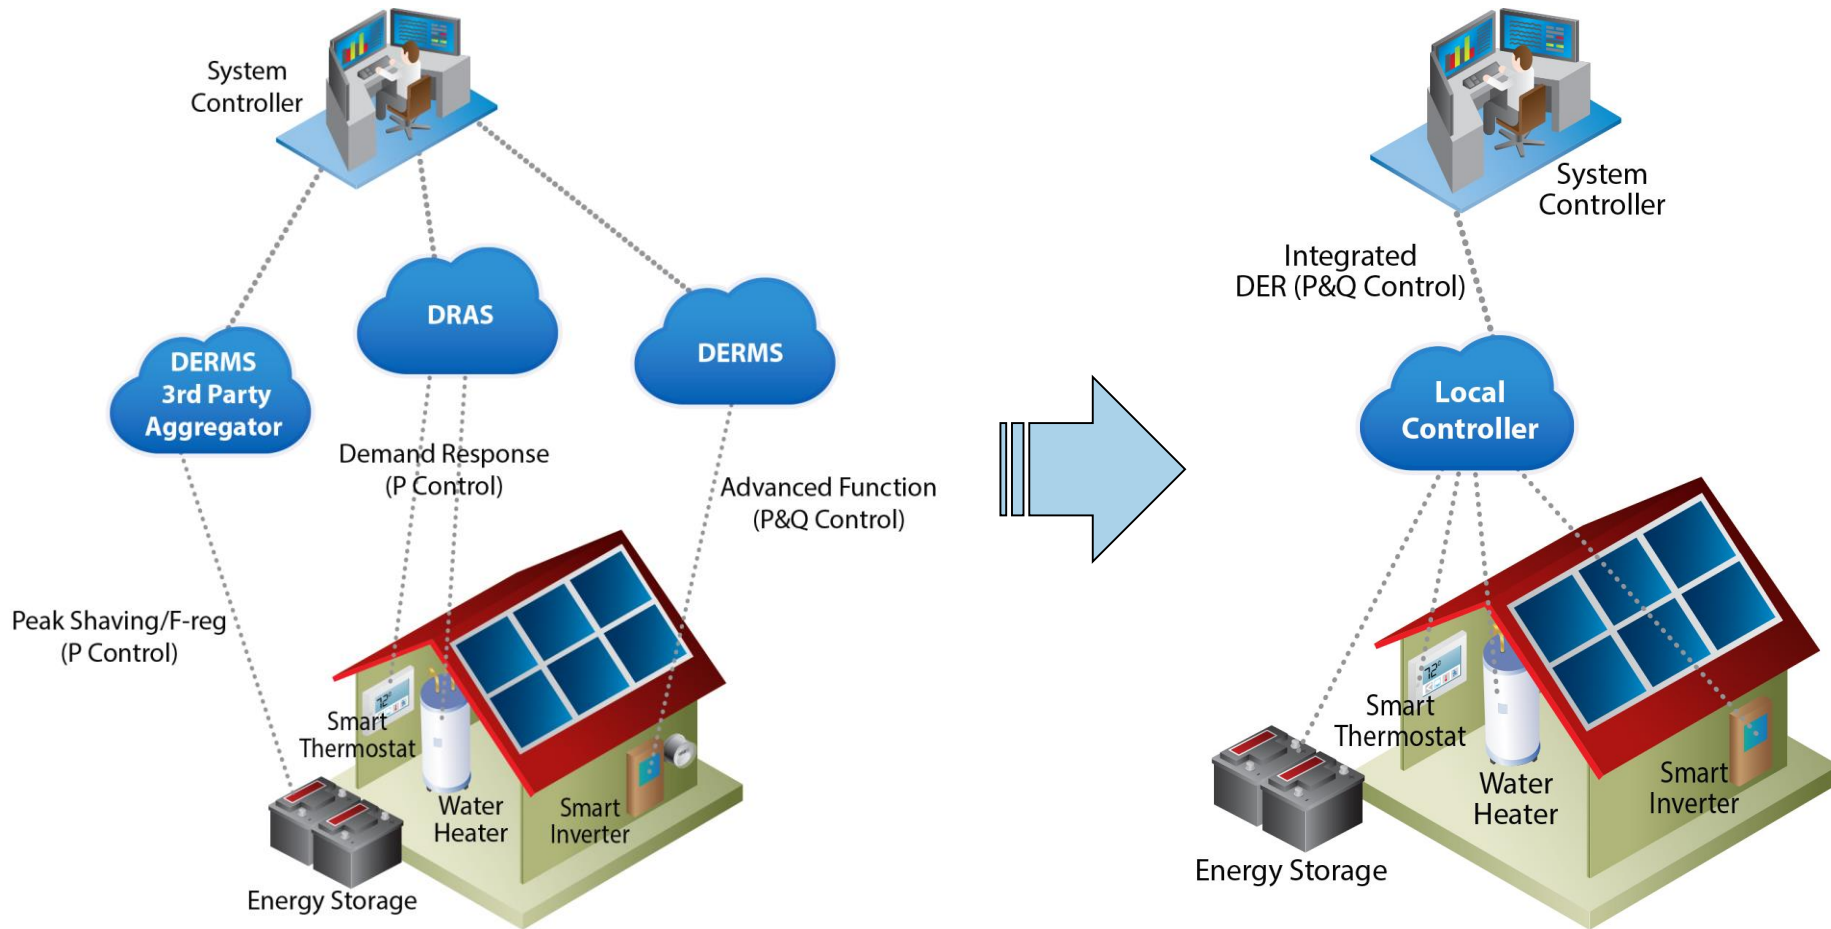 System
Controller
DRAS
DERMS
DERMS
3rd Party
Aggregator
Demand Response
(P Control)
Advanced Function
(P&Q Control)
Peak Shaving/F-reg
(P Control)
72°
Smart
Thermostat
Water
Heater
Smart
Inverter
Energy Storage
System
Controller
Integrated
DER (P&Q Control)
Local
Controller
72°
Smart
Thermostat
Water
Heater
Smart
Inverter
Energy Storage